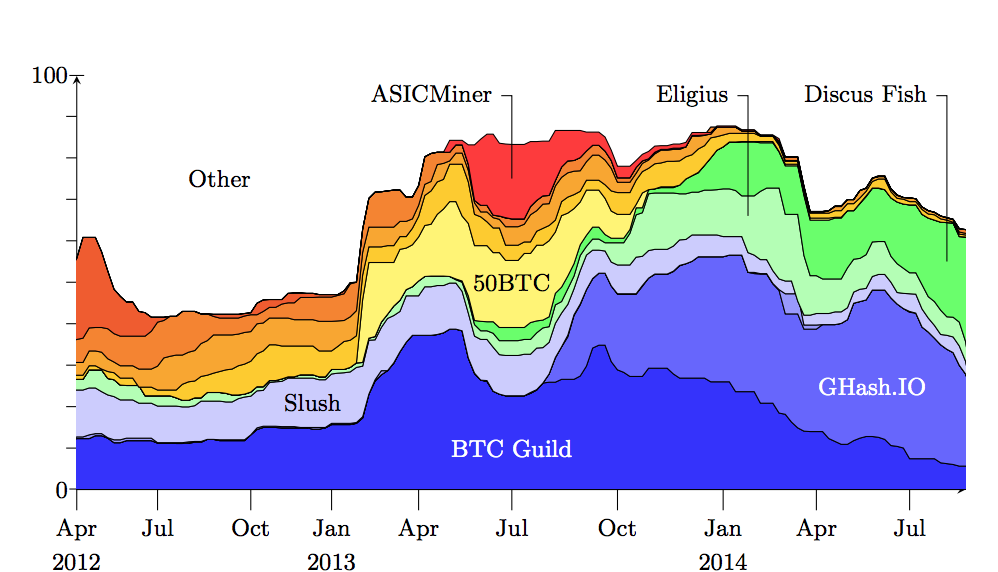 100
ASICMiner
Eligius
Discus Fish
Other
50BTC
GHash.IO
Slush
BTC Guild
0
Apr Jul Oct Jan Apr Jul Oct Jan Apr Jul
2012 2013 2014